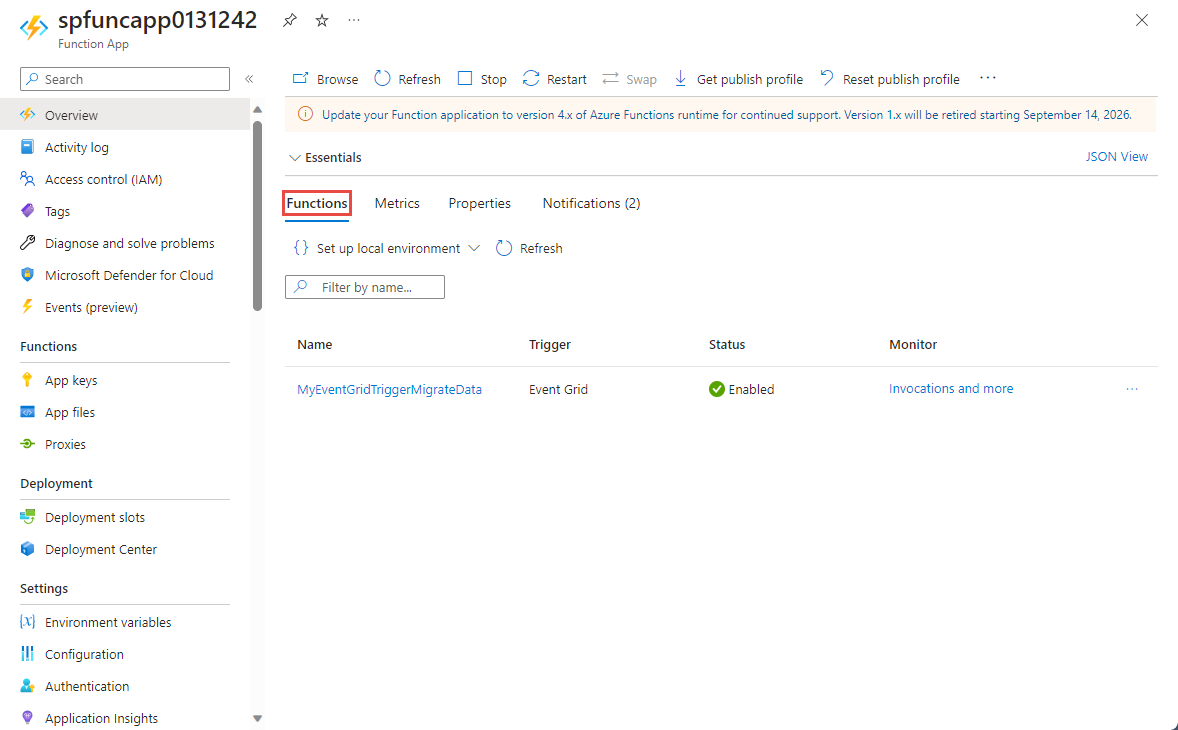 spfuncapp0131242
Function App
Search
Overview
Activity log
Access control (IAM)
Tags
Diagnose and solve problems
Microsoft Defender for Cloud
Events (preview)
Functions
App keys
App files
Proxies
Deployment
Deployment slots
Deployment Center
Settings
Environment variables
Configuration
Authentication
Application Insights
Browse Refresh Stop Restart Swap Get publish profile Reset publish profile
Update your Function application to version 4.x of Azure Functions runtime for continued support. Version 1.x will be retired starting September 14, 2026.
Essentials JSON View
Functions Metrics Properties Notifications (2)
Set up local environment Refresh
Filter by name...
Name Trigger Status Monitor
MyEventGridTriggerMigrateData Event Grid Enabled Invocations and more